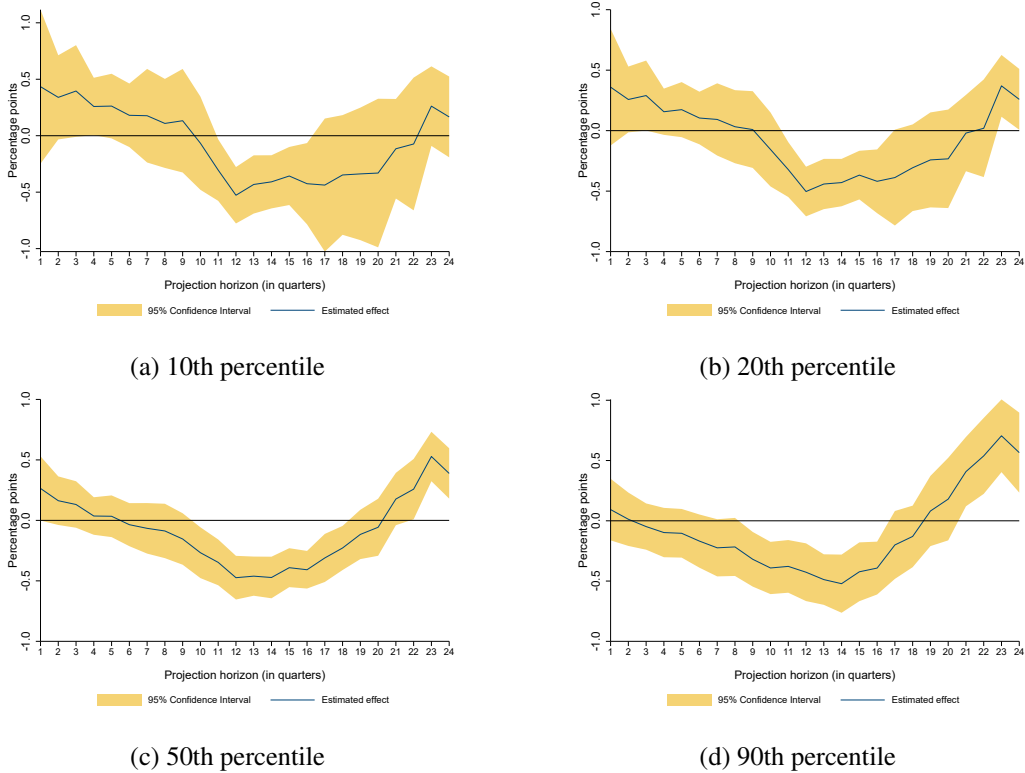 Percentage points
1.0
0.5
0.0
-0.5
-1.0
1 2 3 4 5 6 7 8 9 10 11 12 13 14 15 16 17 18 19 20 21 22 23 24
Projection horizon (in quarters)
95% Confidence Interval Estimated effect
(a) 10th percentile
Percentage points
1.0
0.5
0.0
-0.5
-1.0
1 2 3 4 5 6 7 8 9 10 11 12 13 14 15 16 17 18 19 20 21 22 23 24
Projection horizon (in quarters)
95% Confidence Interval Estimated effect
(b) 20th percentile
Percentage points
1.0
0.5
0.0
-0.5
-1.0
1 2 3 4 5 6 7 8 9 10 11 12 13 14 15 16 17 18 19 20 21 22 23 24
Projection horizon (in quarters)
95% Confidence Interval Estimated effect
(c) 50th percentile
Percentage points
1.0
0.5
0.0
-0.5
-1.0
1 2 3 4 5 6 7 8 9 10 11 12 13 14 15 16 17 18 19 20 21 22 23 24
Projection horizon (in quarters)
95% Confidence Interval Estimated effect
(d) 90th percentile